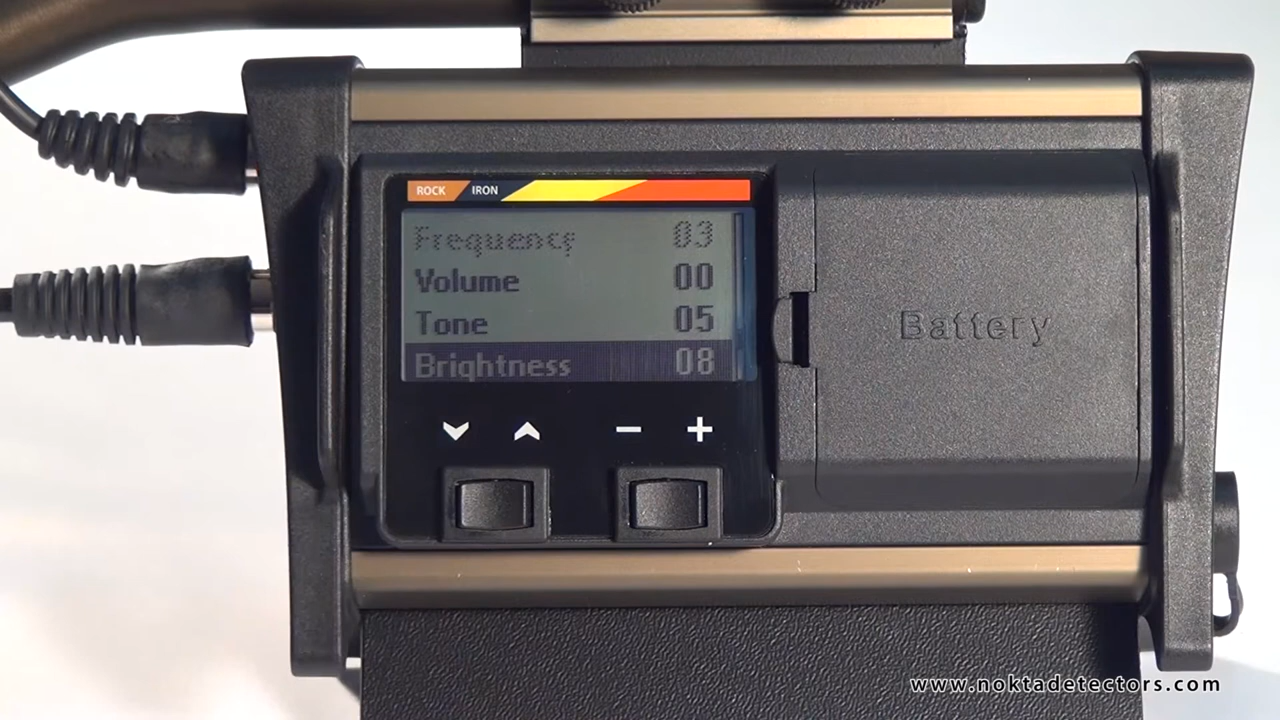 ROCK IRON
Frequency 03
Volume 00
Tone 05
Brightness 08
Battery
www.noktadetectors.com